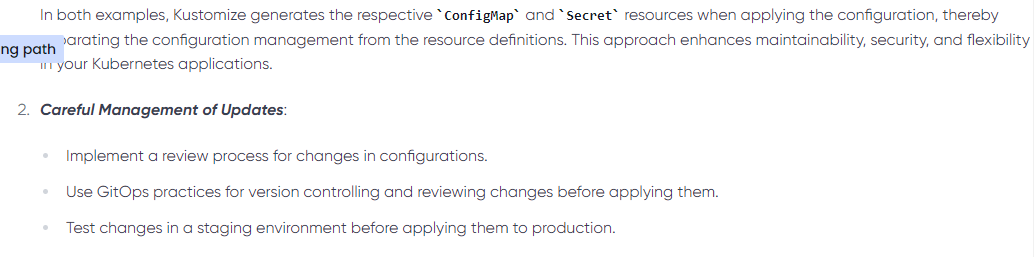 In both examples, Kustomize generates the respective `ConfigMap` and `Secret` resources when applying the configuration, thereby
ng path
arating the configuration management from the resource definitions. This approach enhances maintainability, security, and flexibility
in your Kubernetes applications.
2. Careful Management of Updates:
• Implement a review process for changes in configurations.
• Use GitOps practices for version controlling and reviewing changes before applying them.
• Test changes in a staging environment before applying them to production.